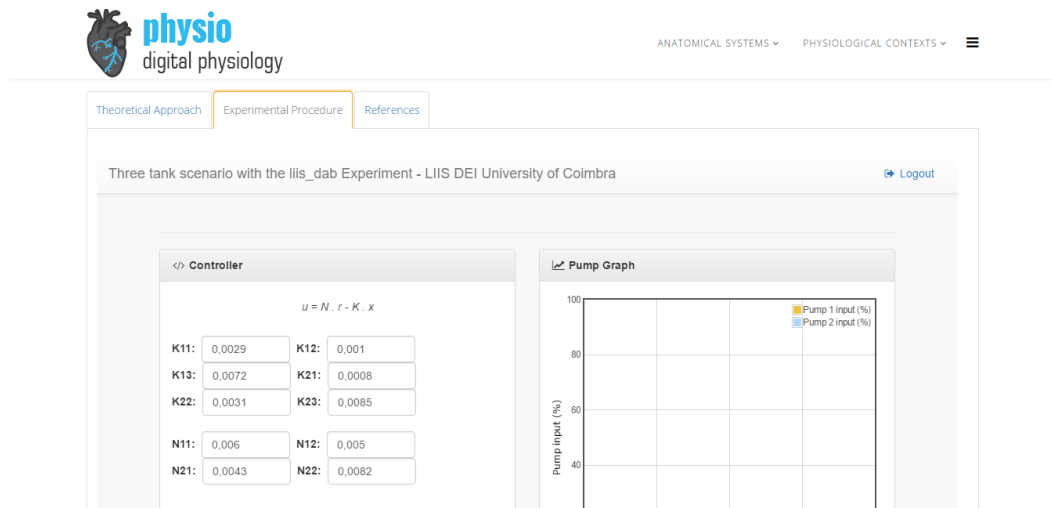 physio
digital physiology
ANATOMICAL SYSTEMS
PHYSIOLOGICAL CONTEXTS
Theoretical Approach
Experimental Procedure
References
Three tank scenario with the liis_dab Experiment - LIIS DEI University of Coimbra
Logout
</> Controller
u = N . r - K . x
K11: 0,0029 K12: 0,001
K13: 0,0072 K21: 0,0008
K22: 0,0031 K23: 0,0085
N11: 0,006 N12: 0,005
N21: 0,0043 N22: 0,0082
Pump Graph
100
Pump 1 input (%)
Pump 2 input (%)
80
60
40
Pump input (%)